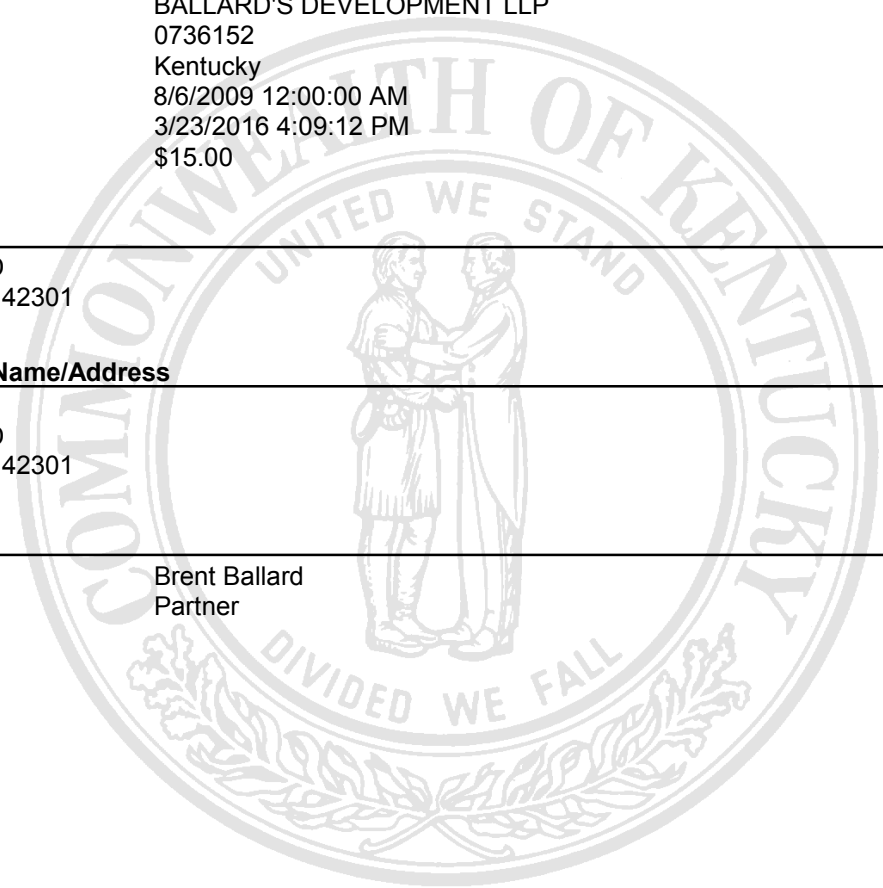 BALLARD'S DEVELOPMENT LLP
0736152
Kentucky
8/6/2009 12:00:00 AM
3/23/2016 4:09:12 PM
$15.00
42301
Name/Address
42301
Brent Ballard
Partner
COMMONWEALTH OF KENTUCKY
UNITED WE STAND
DIVIDED WE FALL